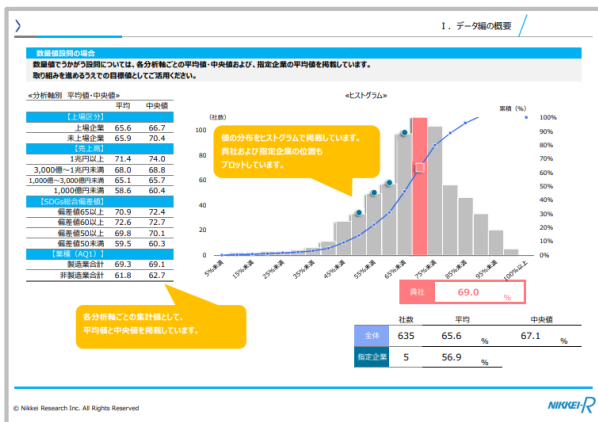 Ⅰ．データ編の概要
数量値設問の場合
数量値でうかがう設問については、各分析軸ごとの平均値・中央値および、指定企業の平均値を掲載しています。
取り組みを進めるうえでの目標値としてご活用ください。
≪分析軸別 平均値・中央値≫
平均 中央値
【上場区分】
上場企業 65.6 66.7
未上場企業 65.9 70.4
【売上高】
1兆円以上 71.4 74.0
3,000億～1兆円未満 68.0 68.8
1,000億～3,000億円未満 65.1 65.7
1,000億円未満 58.6 60.4
【SDGs総合偏差値】
偏差値65以上 70.9 72.4
偏差値60以上 72.6 72.7
偏差値50以上 69.8 70.1
偏差値50未満 59.5 60.3
【業種（AQ1）】
製造業合計 69.3 69.1
非製造業合計 61.8 62.7
各分析軸ごとの集計値として、
平均値と中央値を掲載しています。
≪ヒストグラム≫
（社数）
累積（%）
値の分布をヒストグラムで掲載しています。
貴社および指定企業の位置も
プロットしています。
100
80
60
40
20
0
100%
90%
80%
70%
60%
50%
40%
30%
20%
10%
0%
5%未満 15%未満 25%未満 35%未満 45%未満 55%未満 65%未満 75%未満 85%未満 95%未満 100%以上
貴社 69.0 %
社数 平均 中央値
全体 635 65.6 % 67.1 %
指定企業 5 56.9 %
© Nikkei Research Inc. All Rights Reserved
NIKKEI-R